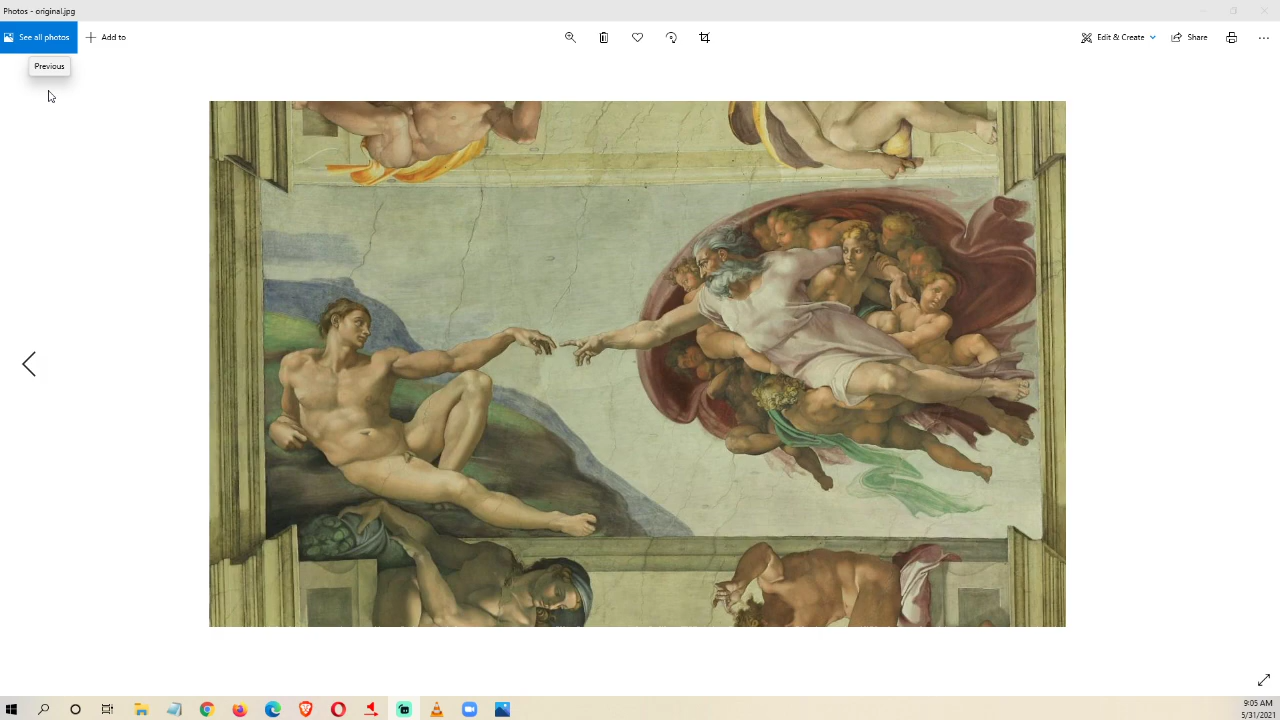 Photos - original.jpg
See all photos
Add to
Edit & Create
Share
Previous
9:05 AM
5/31/2021